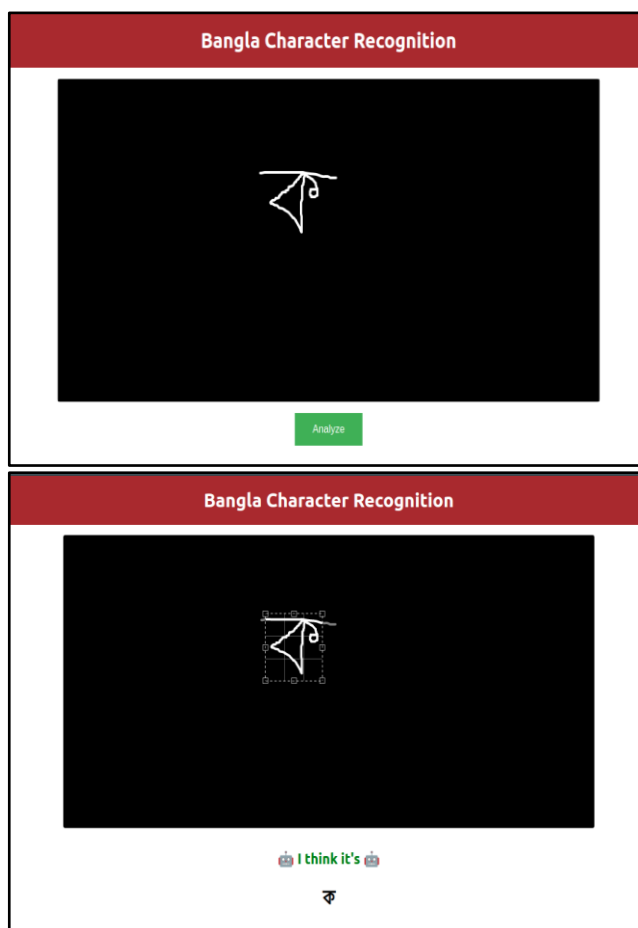 Bangla Character Recognition
ক
Analyze
Bangla Character Recognition
🤖 I think it's 🤖
ক